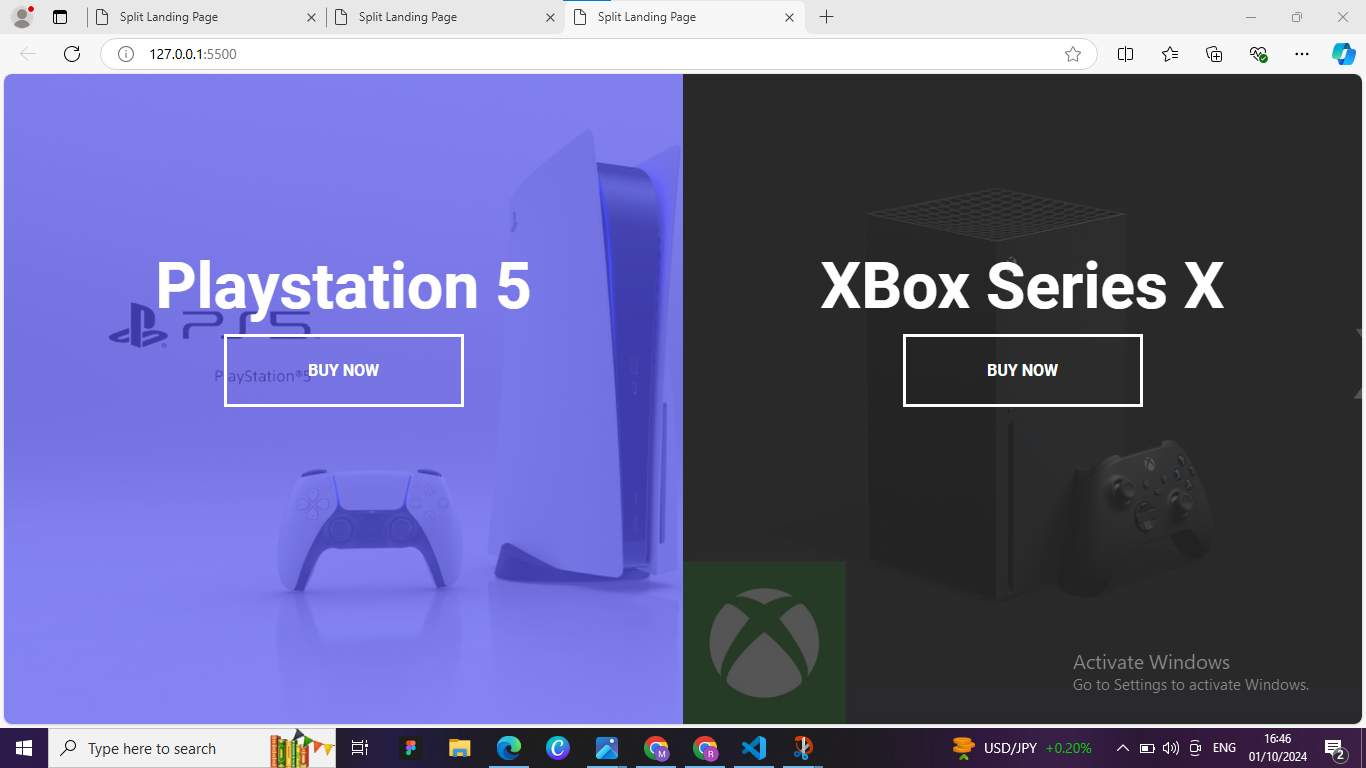 Split Landing Page
Split Landing Page
Split Landing Page
127.0.0.1:5500
Playstation 5
PS5.
PlayStation®5
BUY NOW
XBox Series X
BUY NOW
Activate Windows
Go to Settings to activate Windows.
Type here to search
M
R
USD/JPY +0.20%
ENG
16:46
01/10/2024
2